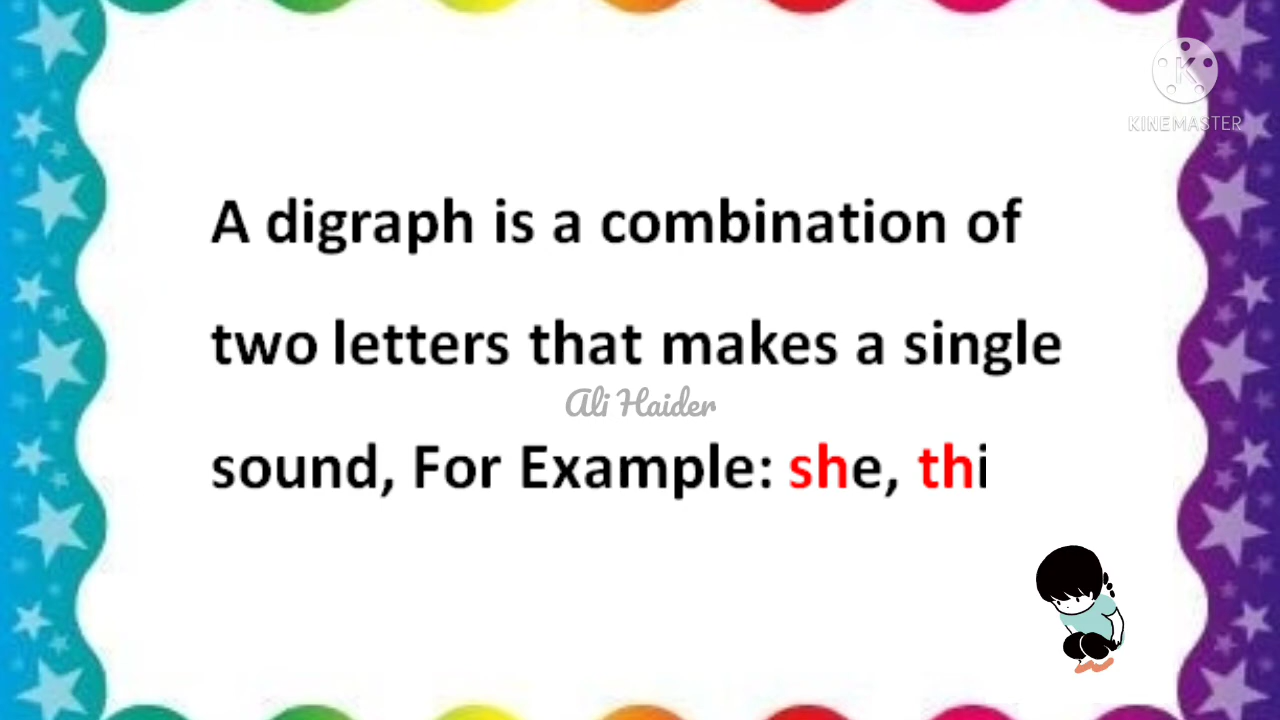 KINEMASTER
A digraph is a combination of
two letters that makes a single
Ali Haider
sound, For Example: she, thi